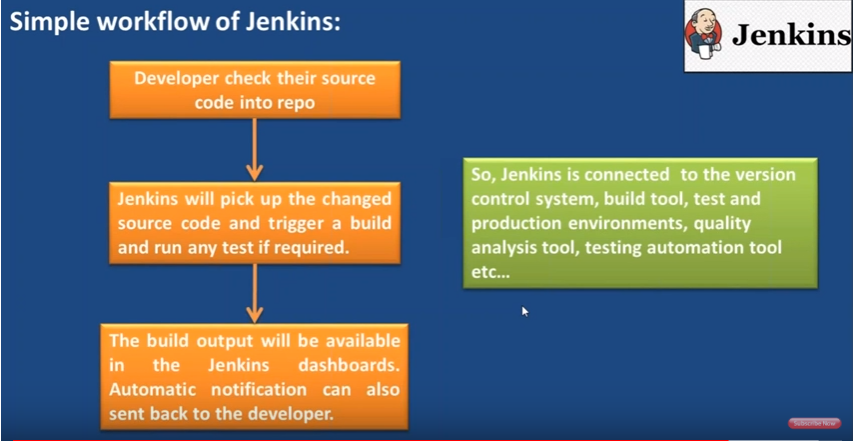 Simple workflow of Jenkins:
Jenkins
Developer check their source
code into repo
Jenkins will pick up the changed
source code and trigger a build
and run any test if required.
The build output will be available
in the Jenkins dashboards.
Automatic notification can also
sent back to the developer.
So, Jenkins is connected to the version
control system, build tool, test and
production environments, quality
analysis tool, testing automation tool
etc...
Subscribe Now